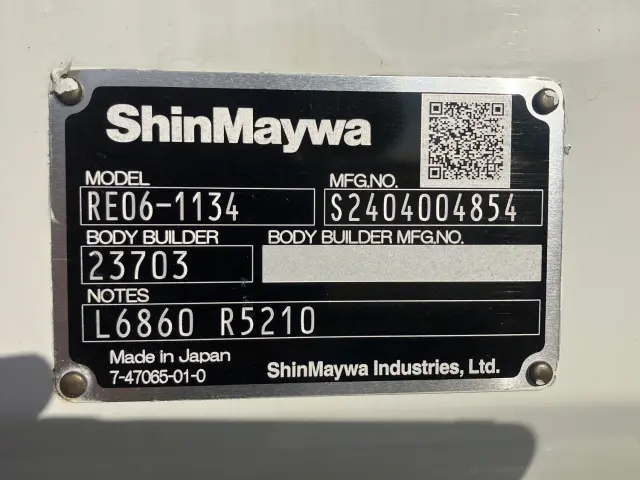 ShinMaywa
MODEL MFG.NO.
RE06-1134 S2404004854
BODY BUILDER BODY BUILDER MFG.NO.
23703
NOTES
L6860 R5210
Made in Japan
7-47065-01-0 ShinMaywa Industries, Ltd.